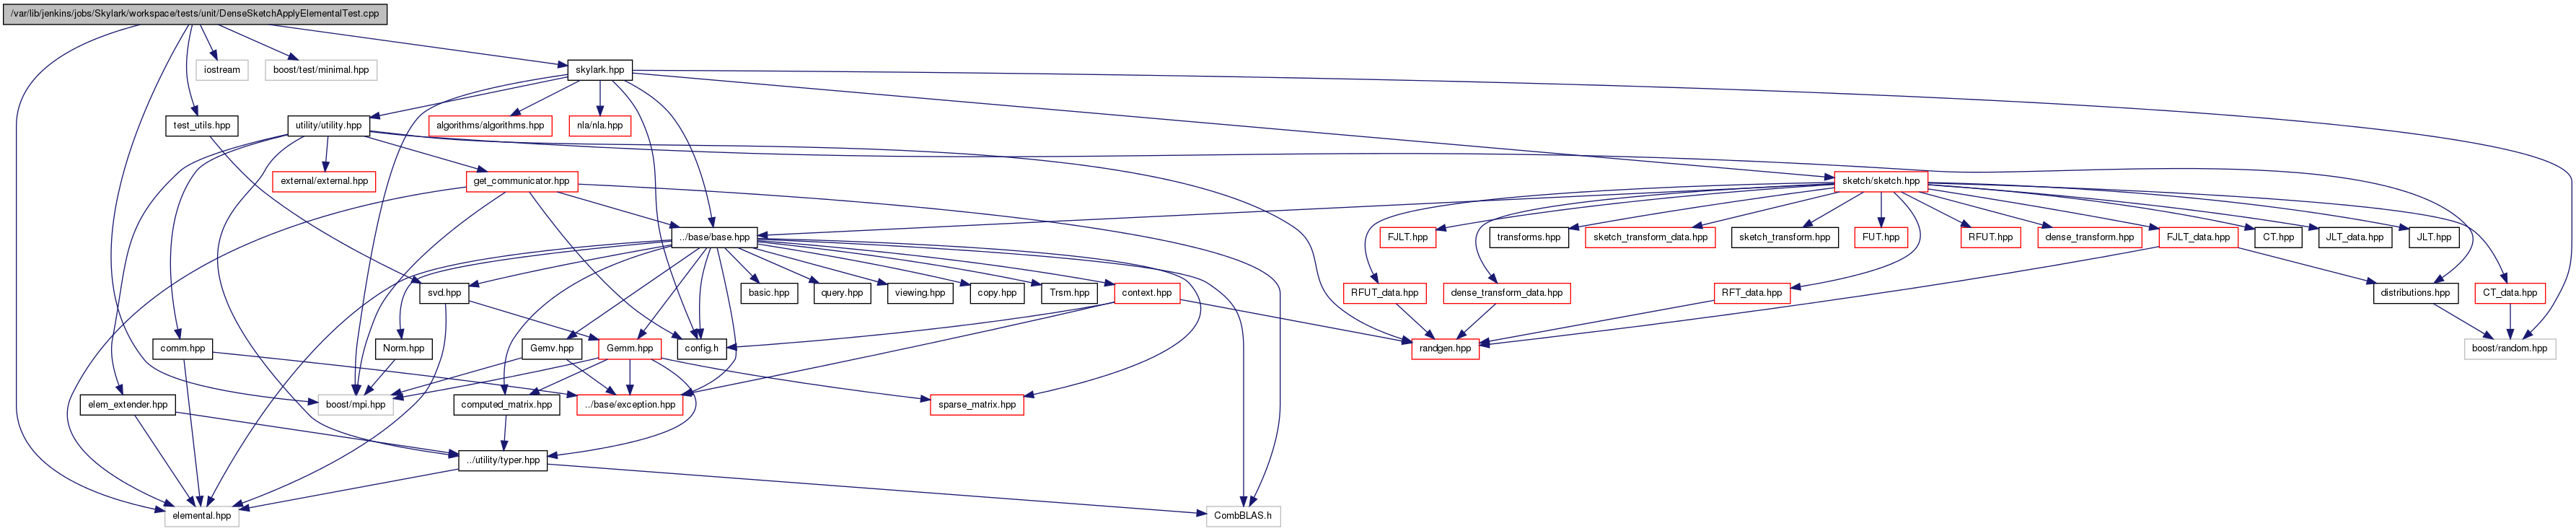 /var/lib/jenkins/jobs/Skylark/workspace/tests/unit/DenseSketchApplyElementalTest.cpp
iostream
boost/test/minimal.hpp
skylark.hpp
test_utils.hpp
utility/utility.hpp
algorithms/algorithms.hpp
nla/nla.hpp
external/external.hpp
get_communicator.hpp
sketch/sketch.hpp
../base/base.hpp
FJLT.hpp
transforms.hpp
sketch_transform_data.hpp
sketch_transform.hpp
FUT.hpp
RFUT.hpp
dense_transform.hpp
FJLT_data.hpp
CT.hpp
JLT_data.hpp
JLT.hpp
svd.hpp
basic.hpp
query.hpp
viewing.hpp
copy.hpp
Trsm.hpp
context.hpp
RFUT_data.hpp
dense_transform_data.hpp
RFT_data.hpp
distributions.hpp
CT_data.hpp
comm.hpp
Norm.hpp
Gemv.hpp
Gemm.hpp
config.h
randgen.hpp
boost/random.hpp
elem_extender.hpp
boost/mpi.hpp
computed_matrix.hpp
../base/exception.hpp
sparse_matrix.hpp
../utility/typer.hpp
elemental.hpp
CombBLAS.h